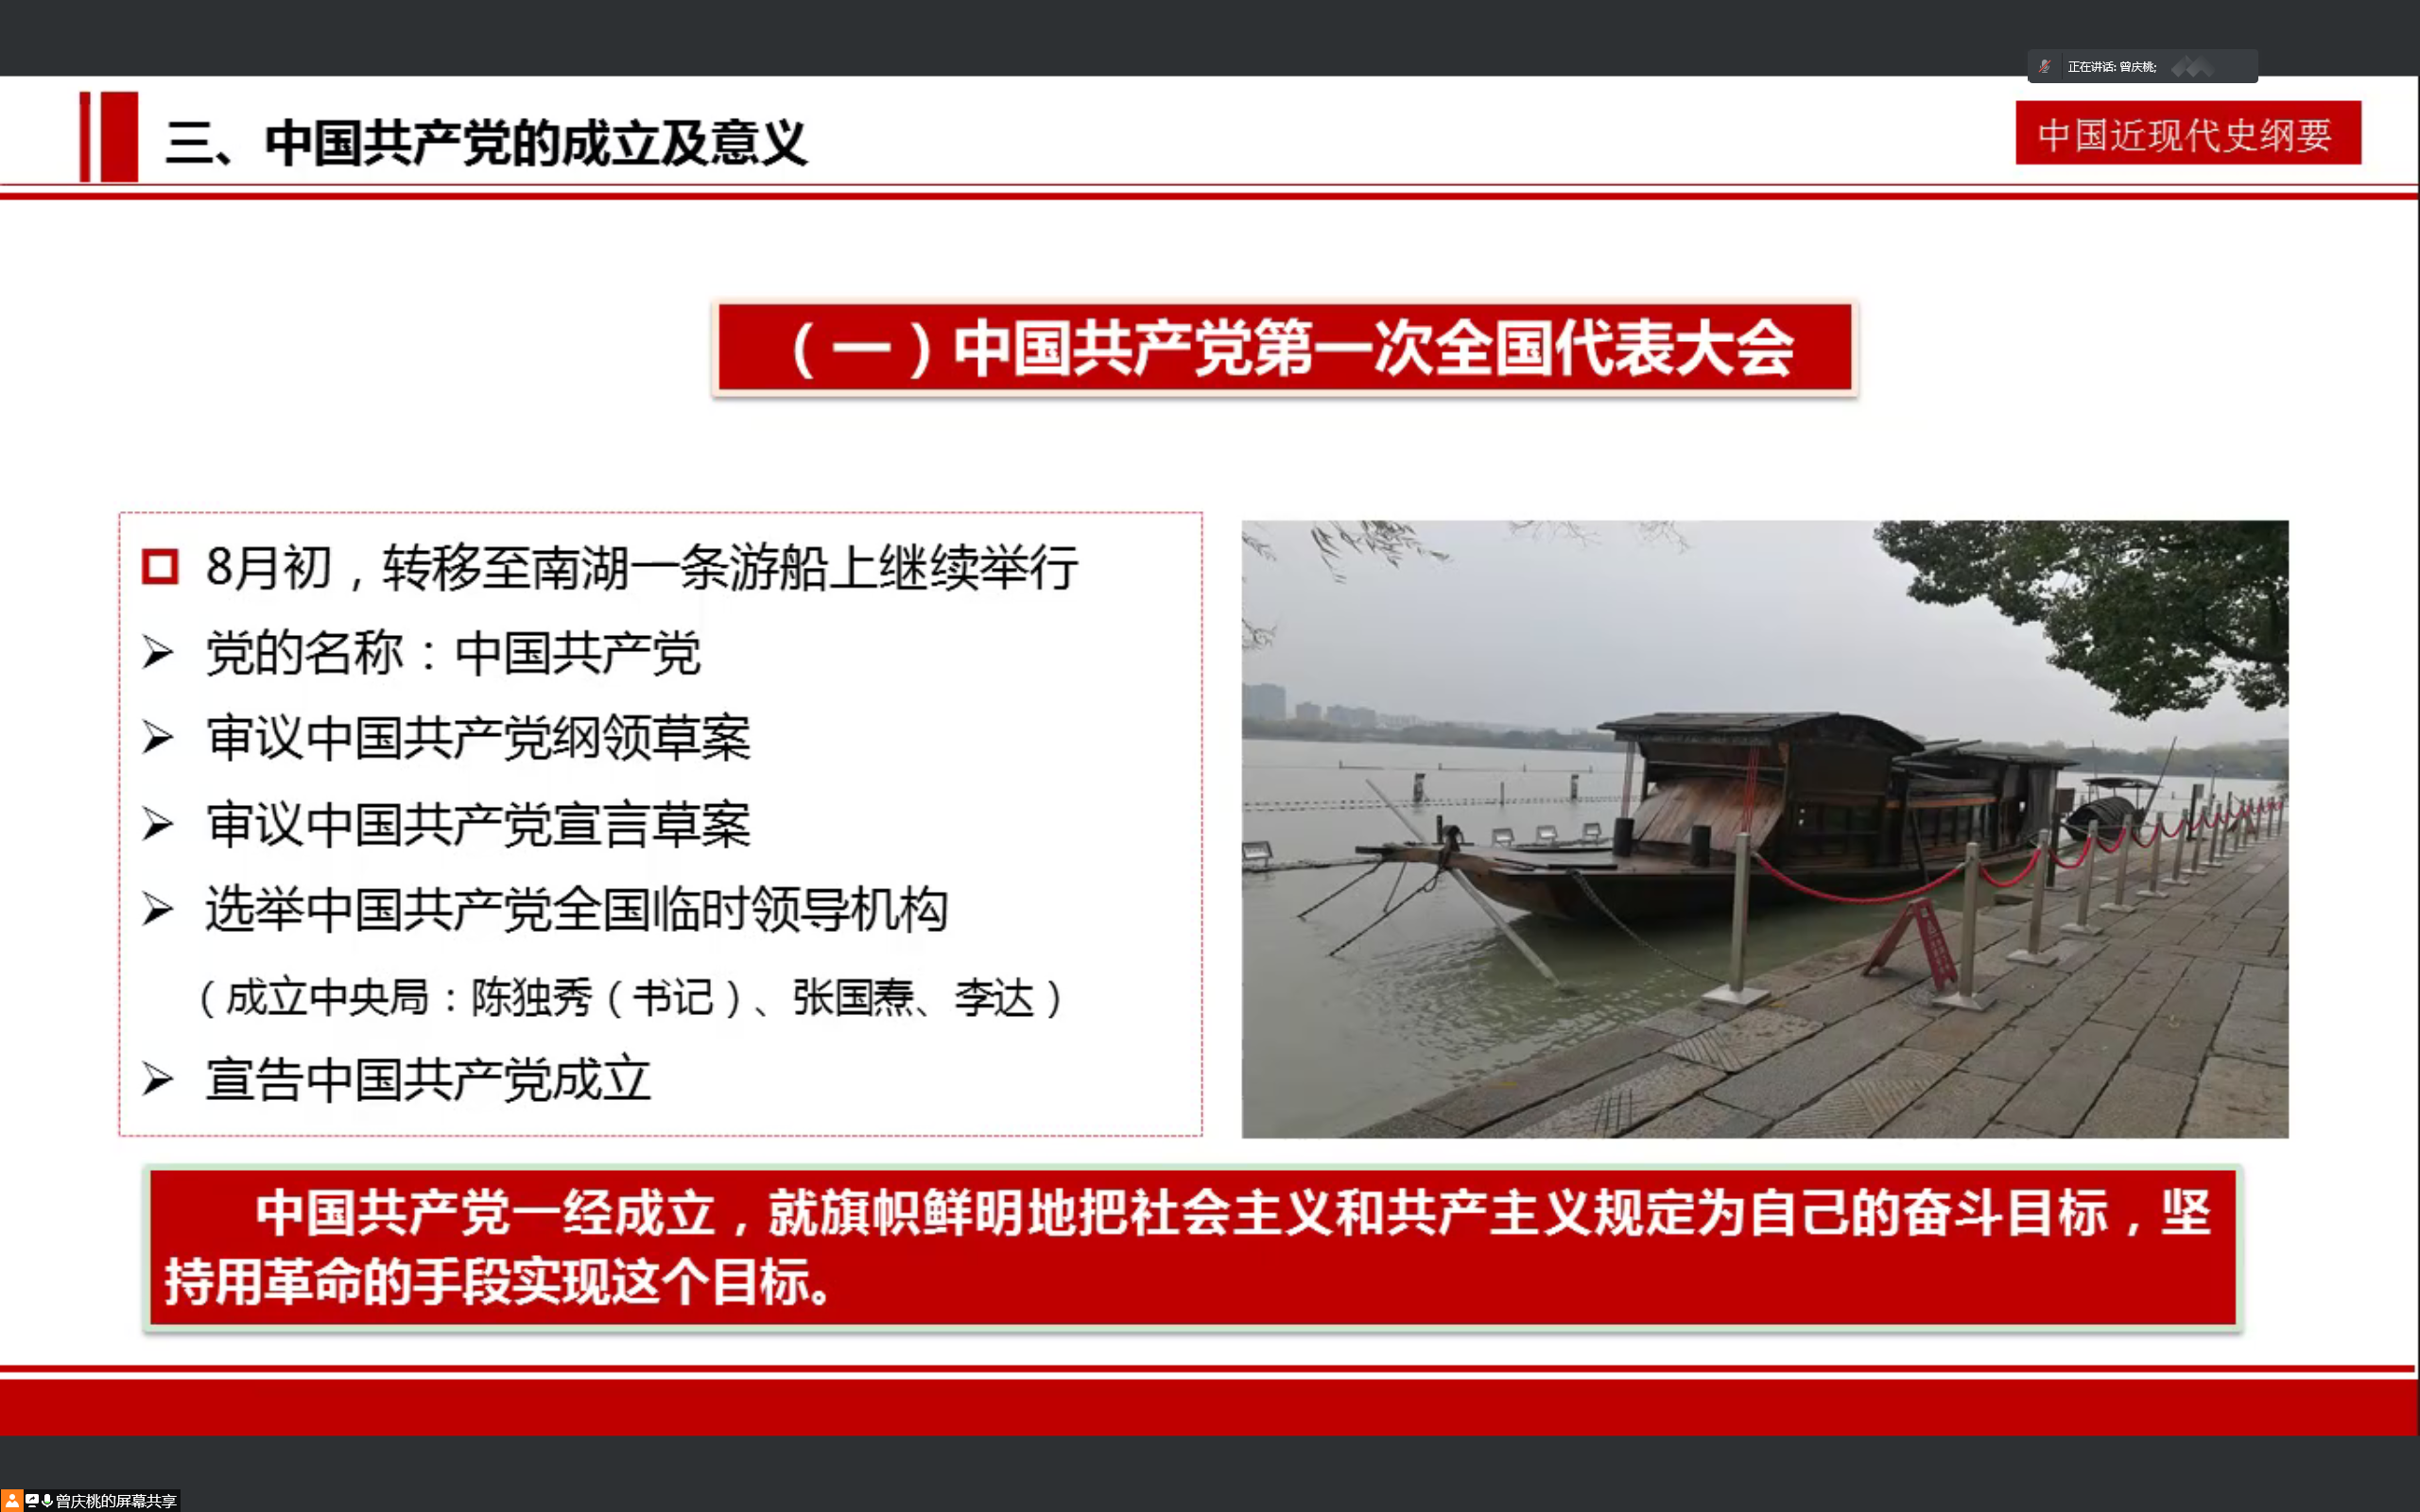 正在讲话: 曾庆桃;
三、中国共产党的成立及意义
中国近现代史纲要
（一）中国共产党第一次全国代表大会
8月初，转移至南湖一条游船上继续举行
党的名称：中国共产党
审议中国共产党纲领草案
审议中国共产党宣言草案
选举中国共产党全国临时领导机构
（成立中央局：陈独秀（书记）、张国焘、李达）
宣告中国共产党成立
中国共产党一经成立，就旗帜鲜明地把社会主义和共产主义规定为自己的奋斗目标，坚
持用革命的手段实现这个目标。
曾庆桃的屏幕共享